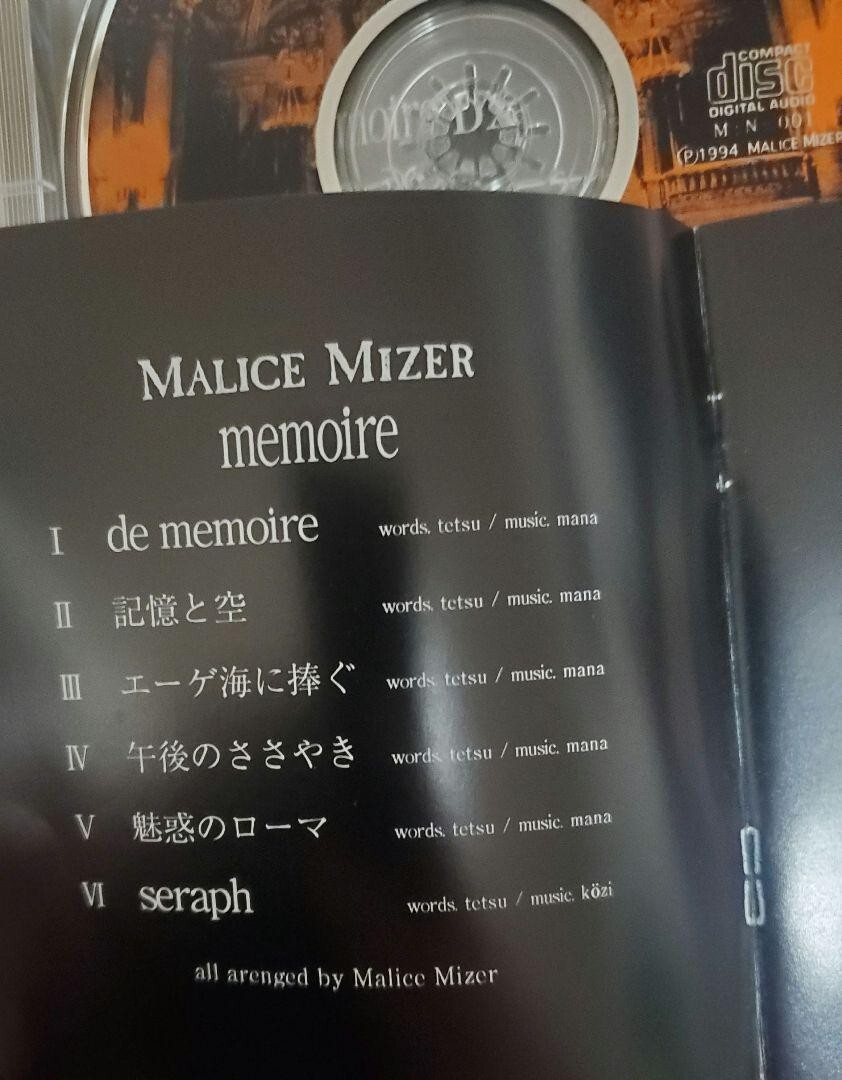 COMPACT
disc
DIGITAL AUDIO
M N 001
(P)1994 MALICE MIZER
MALICE MIZER
memoire
I de memoire words. tetsu / music. mana
II 記憶と空 words. tetsu / music. mana
III エーゲ海に捧ぐ words. tetsu / music. mana
IV 午後のささやき words. tetsu / music. mana
V 魅惑のローマ words. tetsu / music. mana
VI seraph words. tetsu / music. közi
all arenged by Malice Mizer